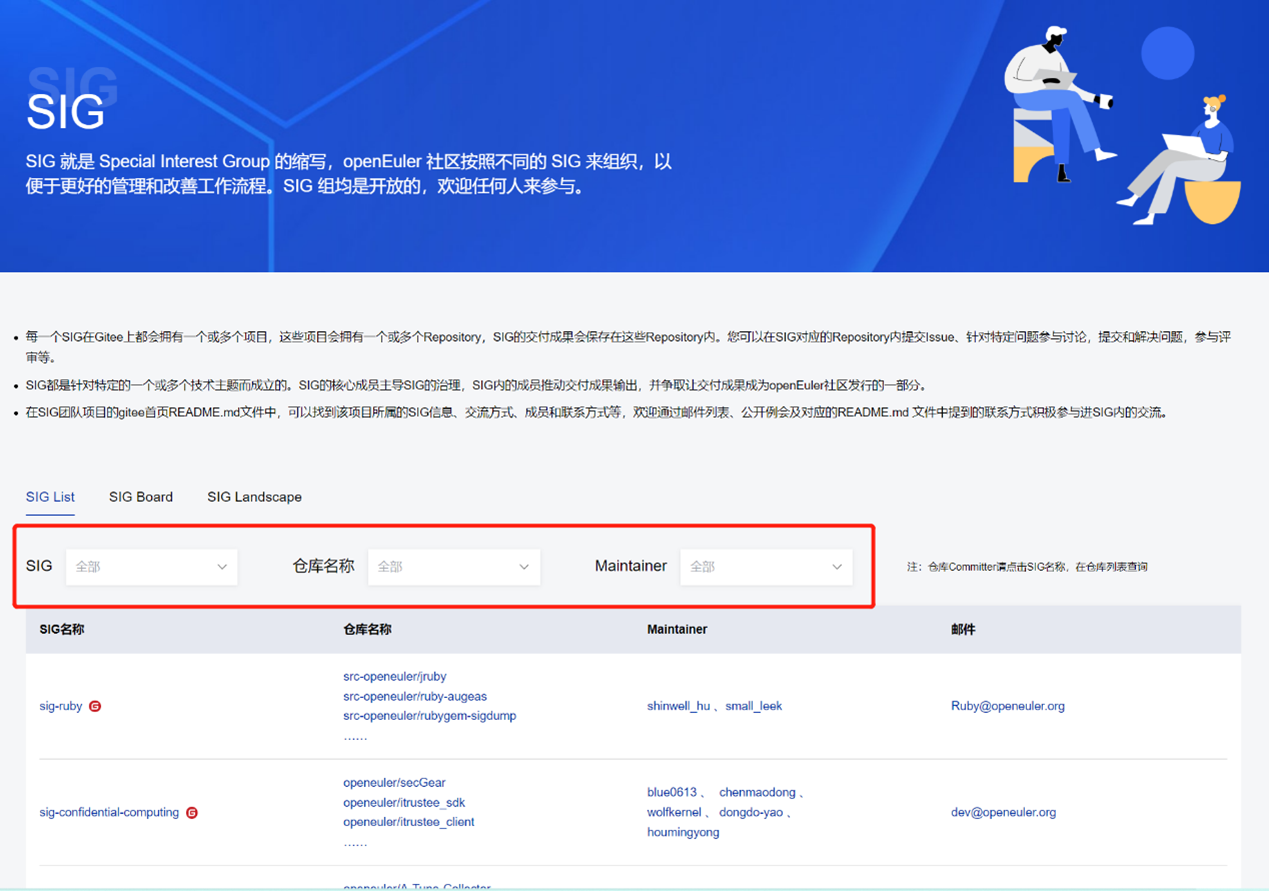 SIG
SIG
SIG 就是 Special Interest Group 的缩写，openEuler 社区按照不同的 SIG 来组织，以
便于更好的管理和改善工作流程。SIG 组均是开放的，欢迎任何人来参与。
每一个SIG在Gitee上都会拥有一个或多个项目，这些项目会拥有一个或多个Repository，SIG的交付成果会保存在这些Repository内。您可以在SIG对应的Repository内提交Issue、针对特定问题参与讨论，提交和解决问题，参与评
审等。
SIG都是针对特定的一个或多个技术主题而成立的。SIG的核心成员主导SIG的治理，SIG内的成员推动交付成果输出，并争取让交付成果成为openEuler社区发行的一部分。
在SIG团队项目的gitee首页README.md文件中，可以找到该项目所属的SIG信息、交流方式、成员和联系方式等，欢迎通过邮件列表、公开例会及对应的README.md 文件中提到的联系方式积极参与进SIG内的交流。
SIG List SIG Board SIG Landscape
SIG 全部 仓库名称 全部 Maintainer 全部 注：仓库Committer请点击SIG名称，在仓库列表查询
SIG名称 仓库名称 Maintainer 邮件
src-openeuler/jruby
src-openeuler/ruby-augeas
sig-ruby G shinwell_hu 、small_leek Ruby@openeuler.org
src-openeuler/rubygem-sigdump
……
openeuler/secGear
blue0613 、 chenmaodong 、
openeuler/itrustee_sdk
sig-confidential-computing G wolfkernel 、 dongdo-yao 、 dev@openeuler.org
openeuler/itrustee_client
houmingyong
……
openeuler/A-Tune-Collector